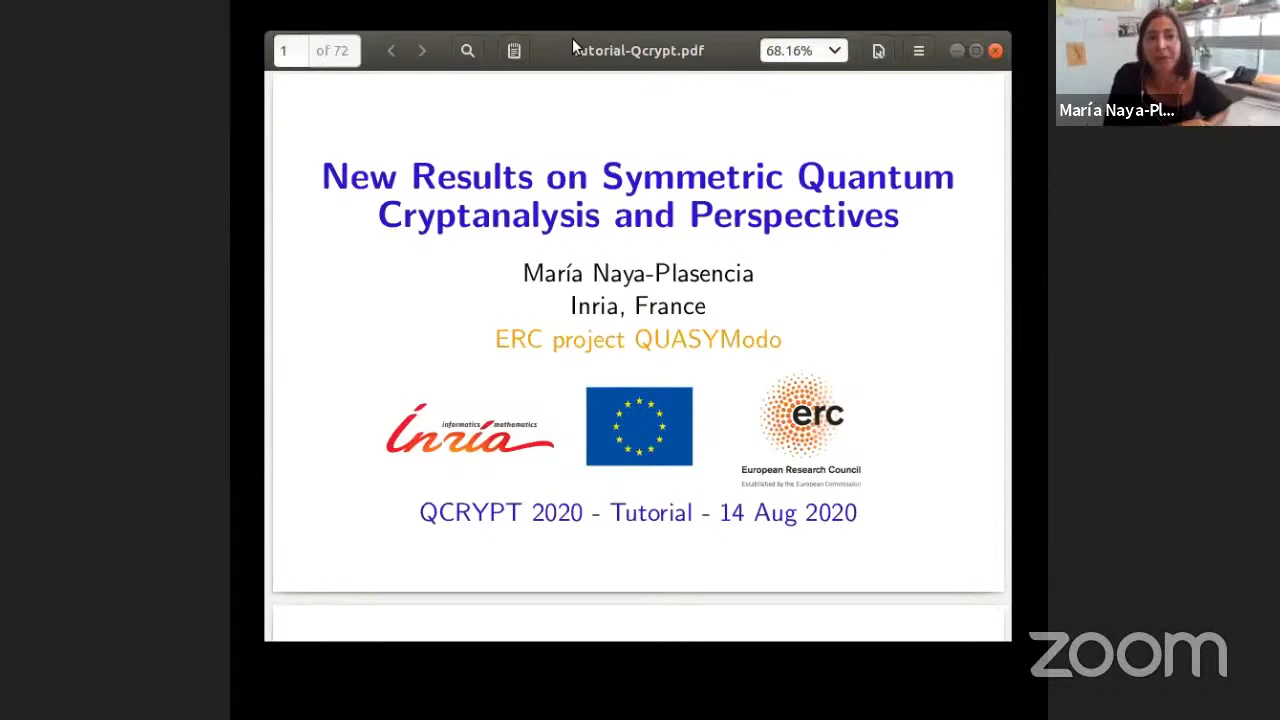 1 of 72
utorial-Qcrypt.pdf
68.16%
María Naya-Pl...
New Results on Symmetric Quantum
Cryptanalysis and Perspectives
María Naya-Plasencia
Inria, France
ERC project QUASYModo
informatics mathematics
Inria
erc
European Research Council
Established by the European Commission
QCRYPT 2020 - Tutorial - 14 Aug 2020
zoom